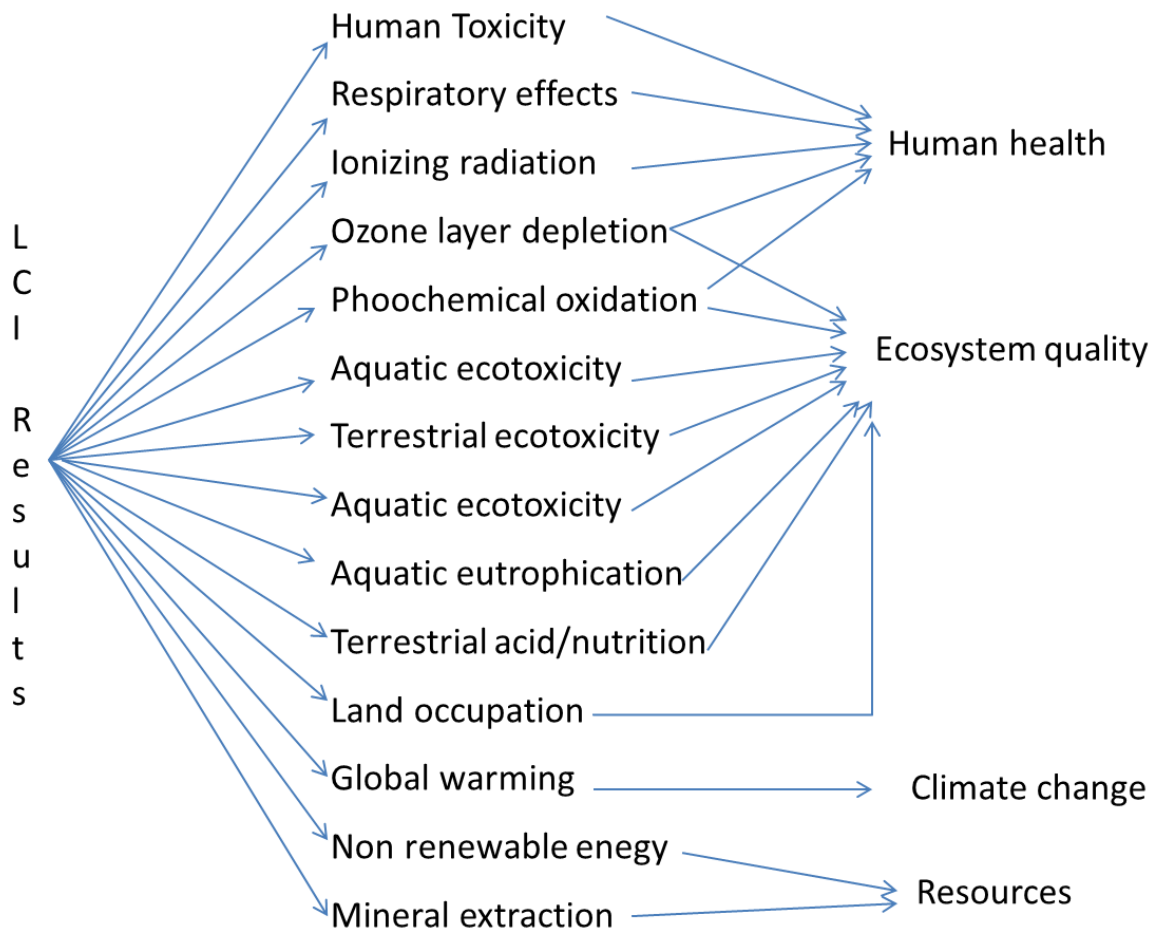 LCI Results
Human Toxicity
Respiratory effects
Ionizing radiation
Ozone layer depletion
Phoochemical oxidation
Aquatic ecotoxicity
Terrestrial ecotoxicity
Aquatic ecotoxicity
Aquatic eutrophication
Terrestrial acid/nutrition
Land occupation
Global warming
Non renewable enegy
Mineral extraction
Human health
Ecosystem quality
Climate change
Resources